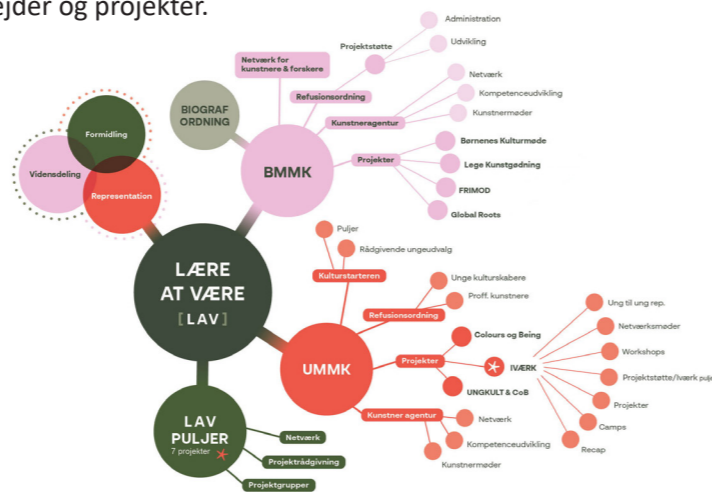 ejder og projekter.
Administration
Projektstøtte
Udvikling
Netværk for
kunstnere & forskere
Netværk
Refusionsordning
Kompetenceudvikling
BIOGRAF
ORDNING
Kunstneragentur
Kunstnermøder
Formidling
Børnenes Kulturmøde
Projekter
Lege Kunstgødning
BMMK
Vidensdeling
FRIMOD
Representation
Global Roots
Puljer
Rådgivende ungeudvalg
LÆRE
AT VÆRE
[ LAV ]
Kulturstarteren
Unge kulturskabere
Proff. kunstnere
Refusionsordning
Ung til ung rep.
Netværksmøder
Colours og Being
Workshops
Projekter
IVÆRK
UMMK
Projektstøtte/Iværk pulje
UNGKULT & CoB
Projekter
Kunstner agentur
Netværk
Camps
LAV
PULJER
7 projekter
Netværk
Kompetenceudvikling
Recap
Kunstnermøder
Projektrådgivning
Projektgrupper